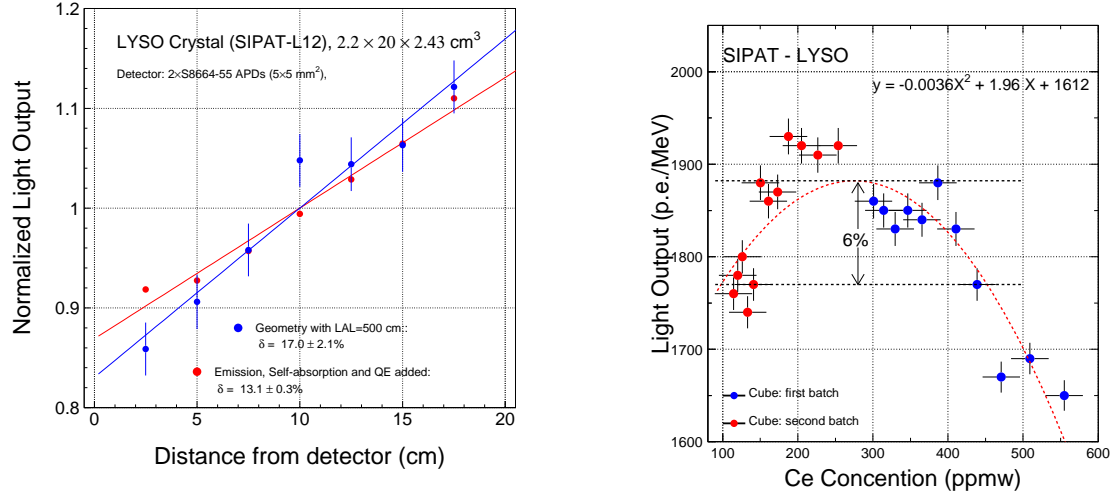 LYSO Crystal (SIPAT-L12), 2.2 × 20 × 2.43 cm³
Detector: 2×S8664-55 APDs (5×5 mm²),
Normalized Light Output
1.2
1.1
1
0.9
0.8
Geometry with LAL=500 cm::
δ = 17.0 ± 2.1%
Emission, Self-absorption and QE added:
δ = 13.1 ± 0.3%
0
5
10
15
20
Distance from detector (cm)
SIPAT - LYSO
y = -0.0036X² + 1.96 X + 1612
Light Output (p.e./MeV)
2000
1900
1800
1700
1600
6%
Cube: first batch
Cube: second batch
100
200
300
400
500
600
Ce Concention (ppmw)